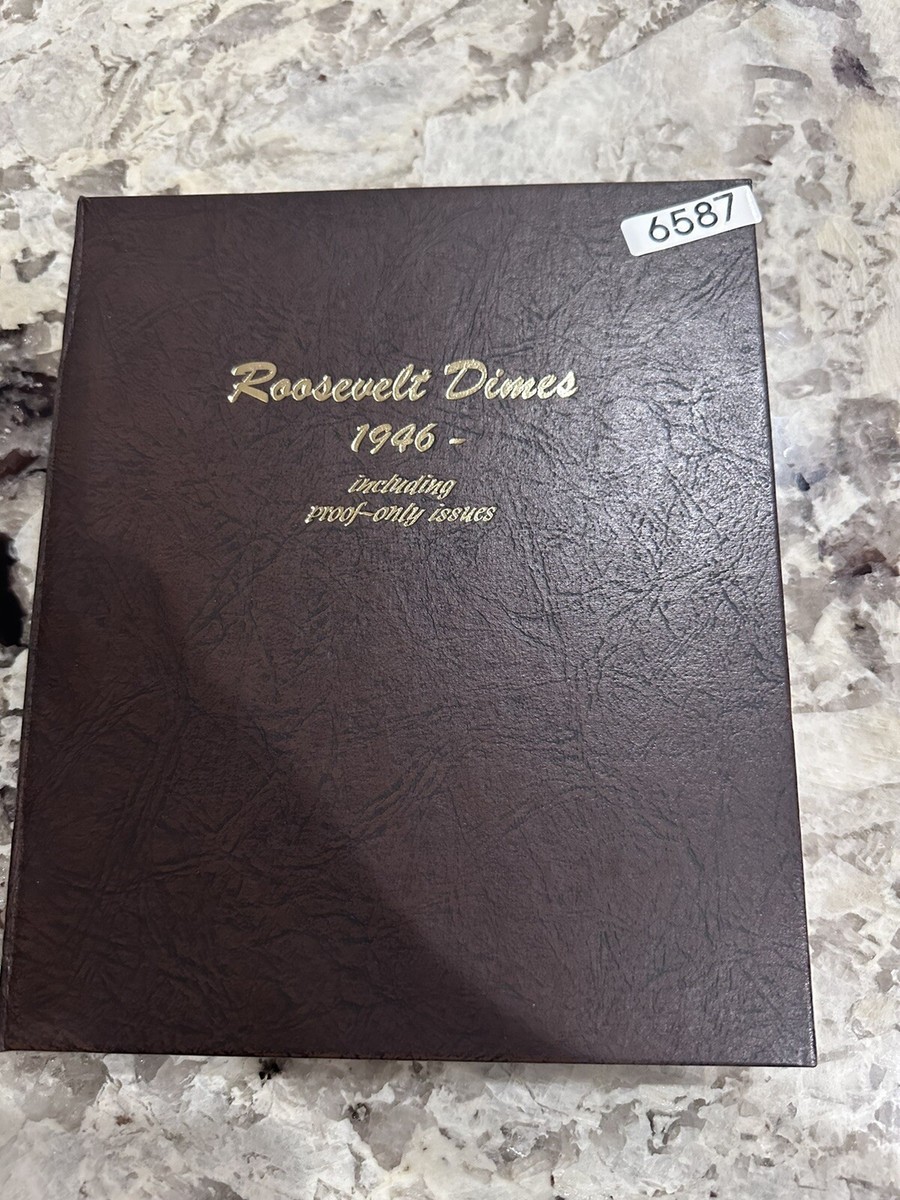 6587
Roosevelt Dimes
1946 -
including
proof-only issues